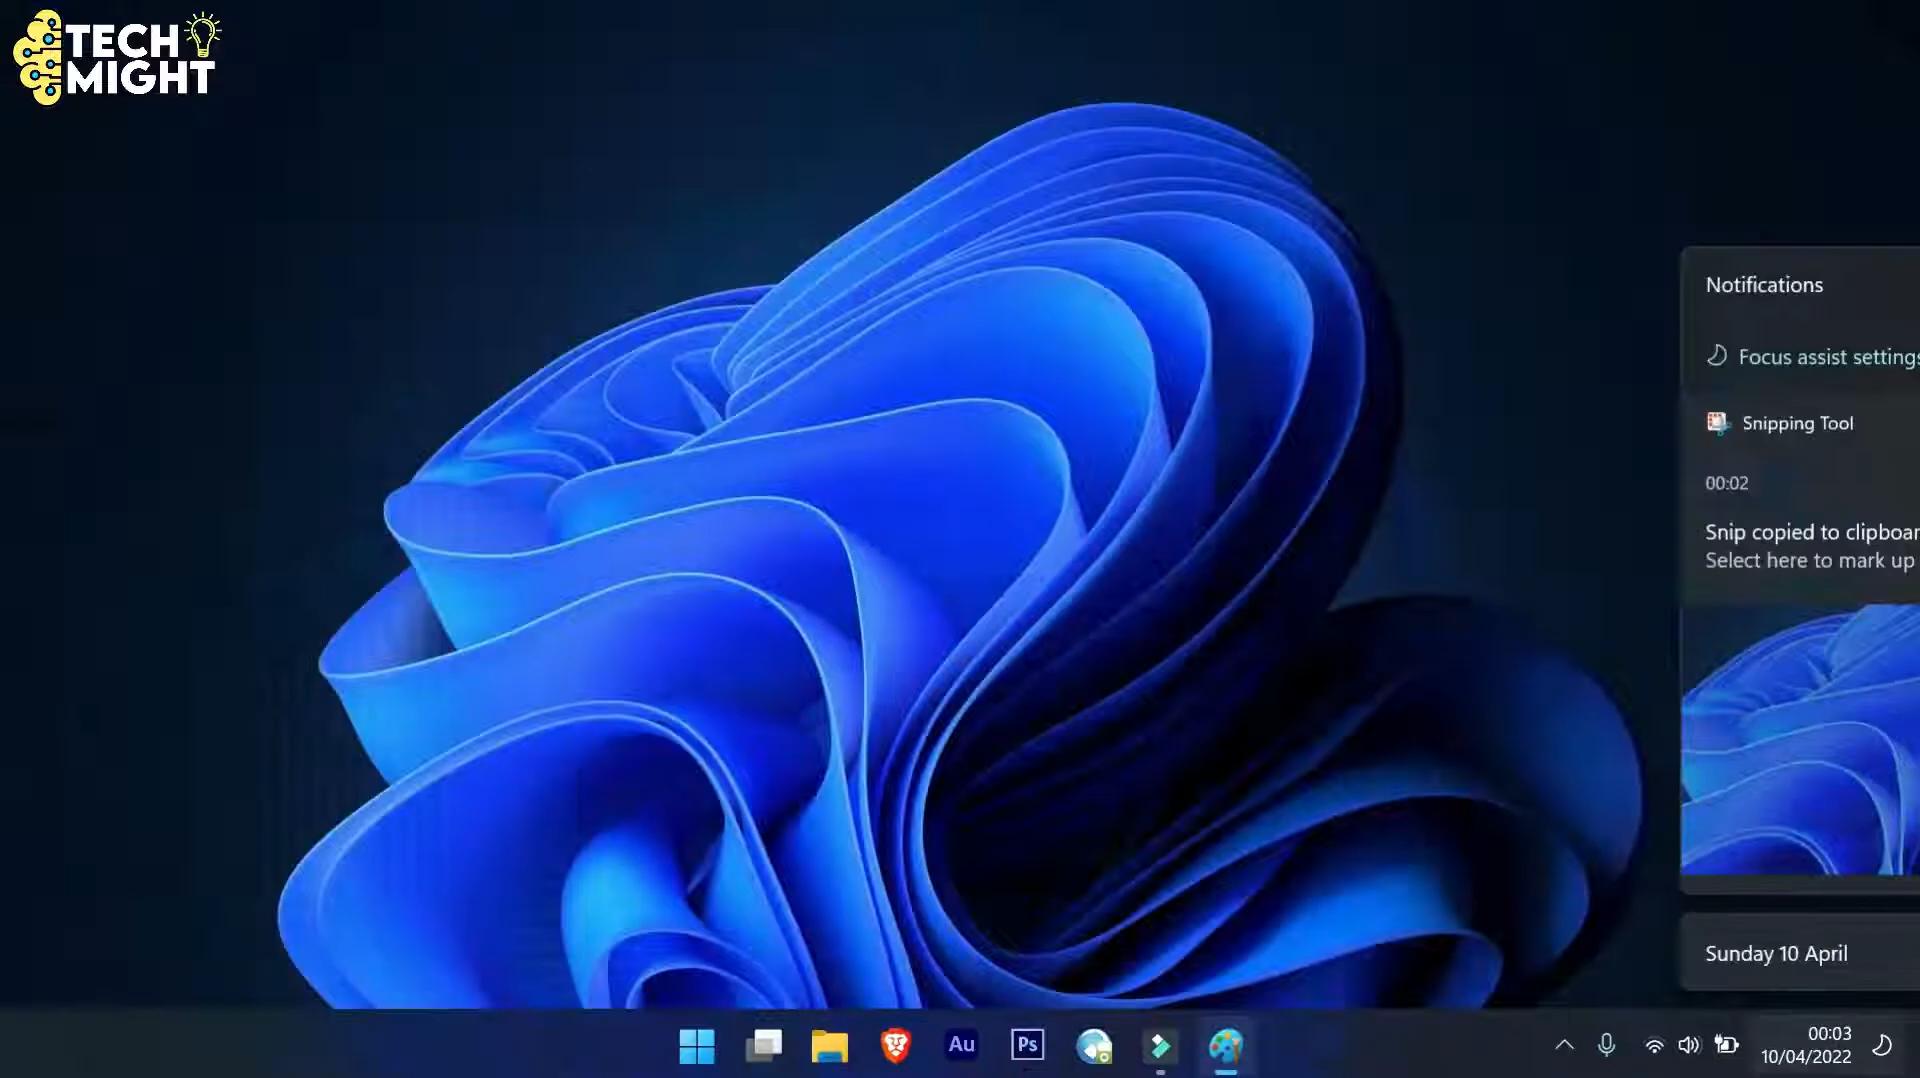 TECH
MIGHT
Notifications
Focus assist settings
Snipping Tool
00:02
Snip copied to clipboar
Select here to mark up
Sunday 10 April
Au
Ps
00:03
10/04/2022